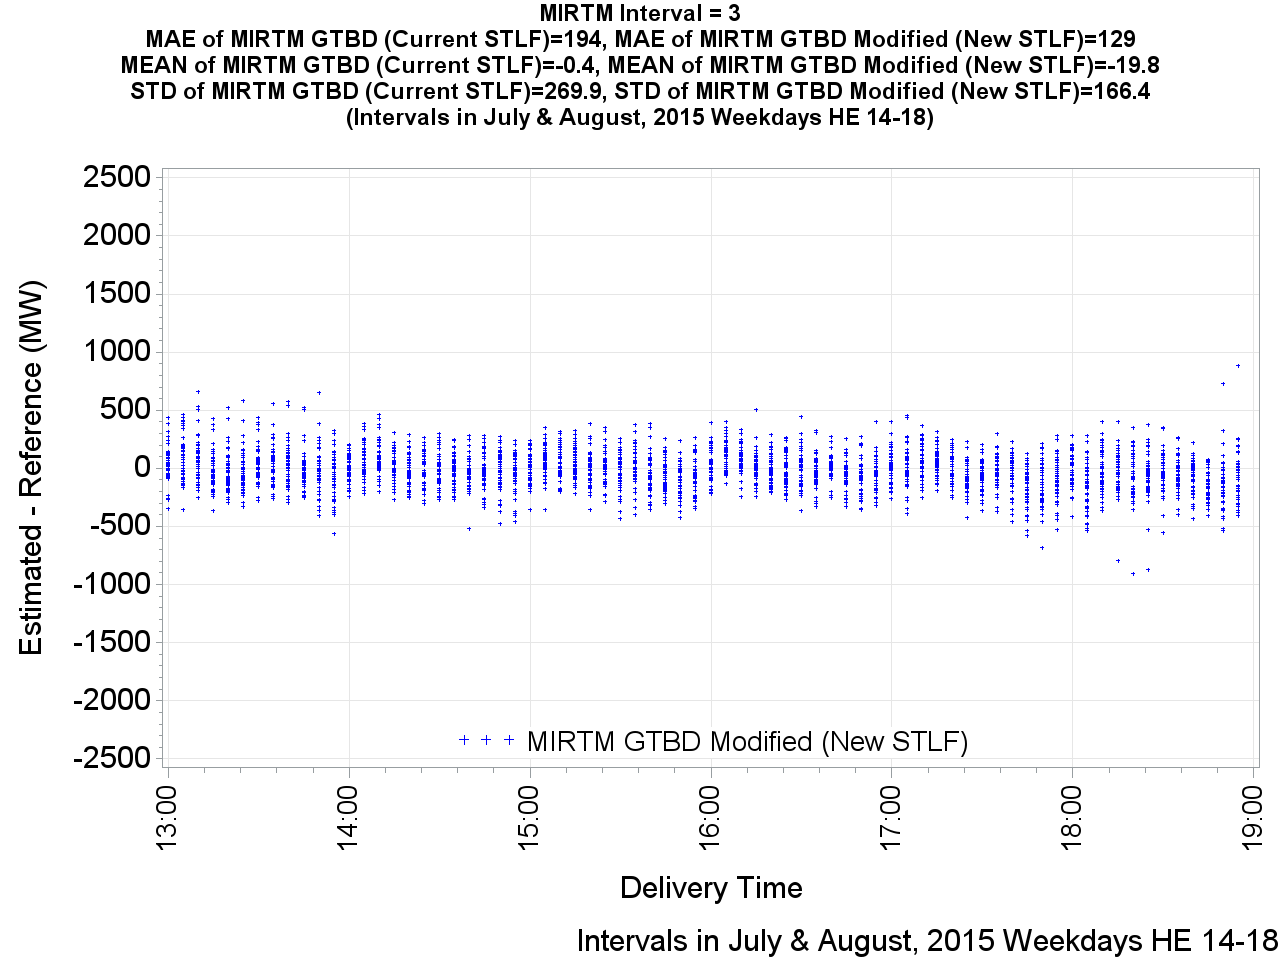 MIRTM Interval = 3
MAE of MIRTM GTBD (Current STLF)=194, MAE of MIRTM GTBD Modified (New STLF)=129
MEAN of MIRTM GTBD (Current STLF)=-0.4, MEAN of MIRTM GTBD Modified (New STLF)=-19.8
STD of MIRTM GTBD (Current STLF)=269.9, STD of MIRTM GTBD Modified (New STLF)=166.4
(Intervals in July & August, 2015 Weekdays HE 14-18)
Estimated - Reference (MW)
2500
2000
1500
1000
500
0
-500
-1000
-1500
-2000
-2500
MIRTM GTBD Modified (New STLF)
13:00
14:00
15:00
16:00
17:00
18:00
19:00
Delivery Time
Intervals in July & August, 2015 Weekdays HE 14-18